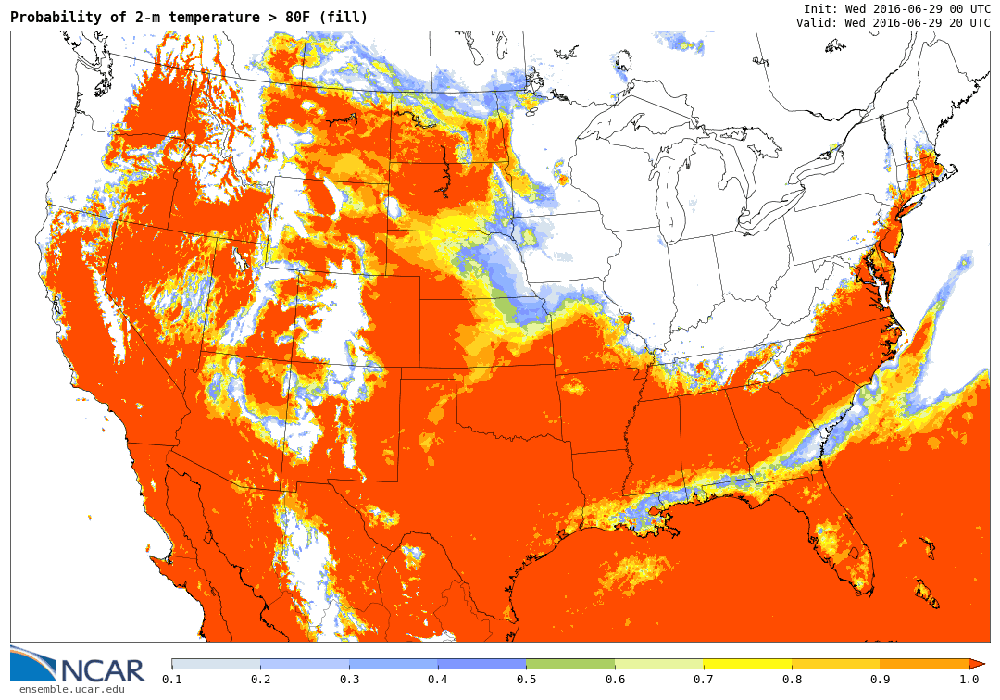 Probability of 2-m temperature > 80F (fill)
Init: Wed 2016-06-29 00 UTC
Valid: Wed 2016-06-29 20 UTC
NCAR
ensemble.ucar.edu
0.1 0.2 0.3 0.4 0.5 0.6 0.7 0.8 0.9 1.0